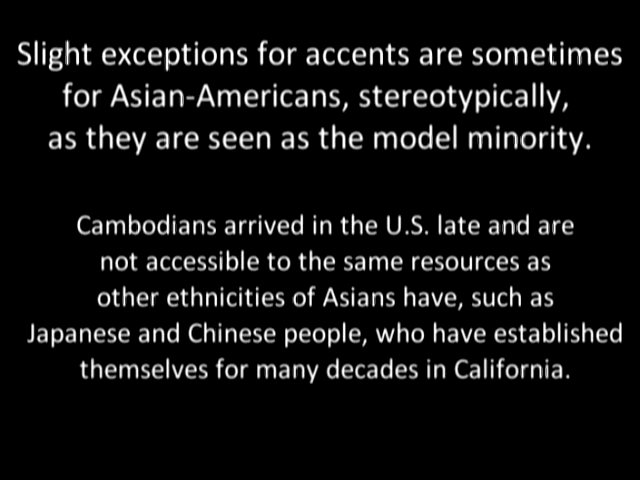 Slight exceptions for accents are sometimes
for Asian-Americans, stereotypically,
as they are seen as the model minority.
Cambodians arrived in the U.S. late and are
not accessible to the same resources as
other ethnicities of Asians have, such as
Japanese and Chinese people, who have established
themselves for many decades in California.